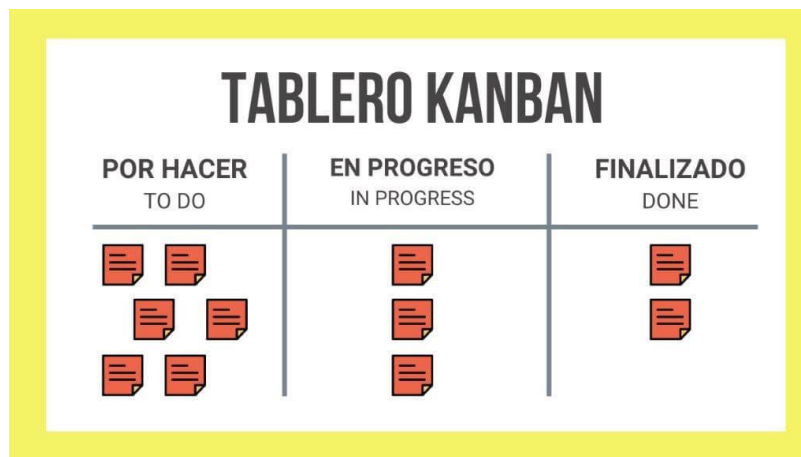 TABLERO KANBAN
POR HACER
TO DO
EN PROGRESO
IN PROGRESS
FINALIZADO
DONE